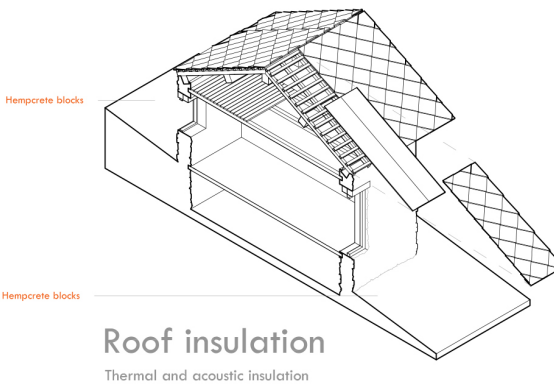 Hempcrete blocks
Hempcrete blocks
Roof insulation
Thermal and acoustic insulation